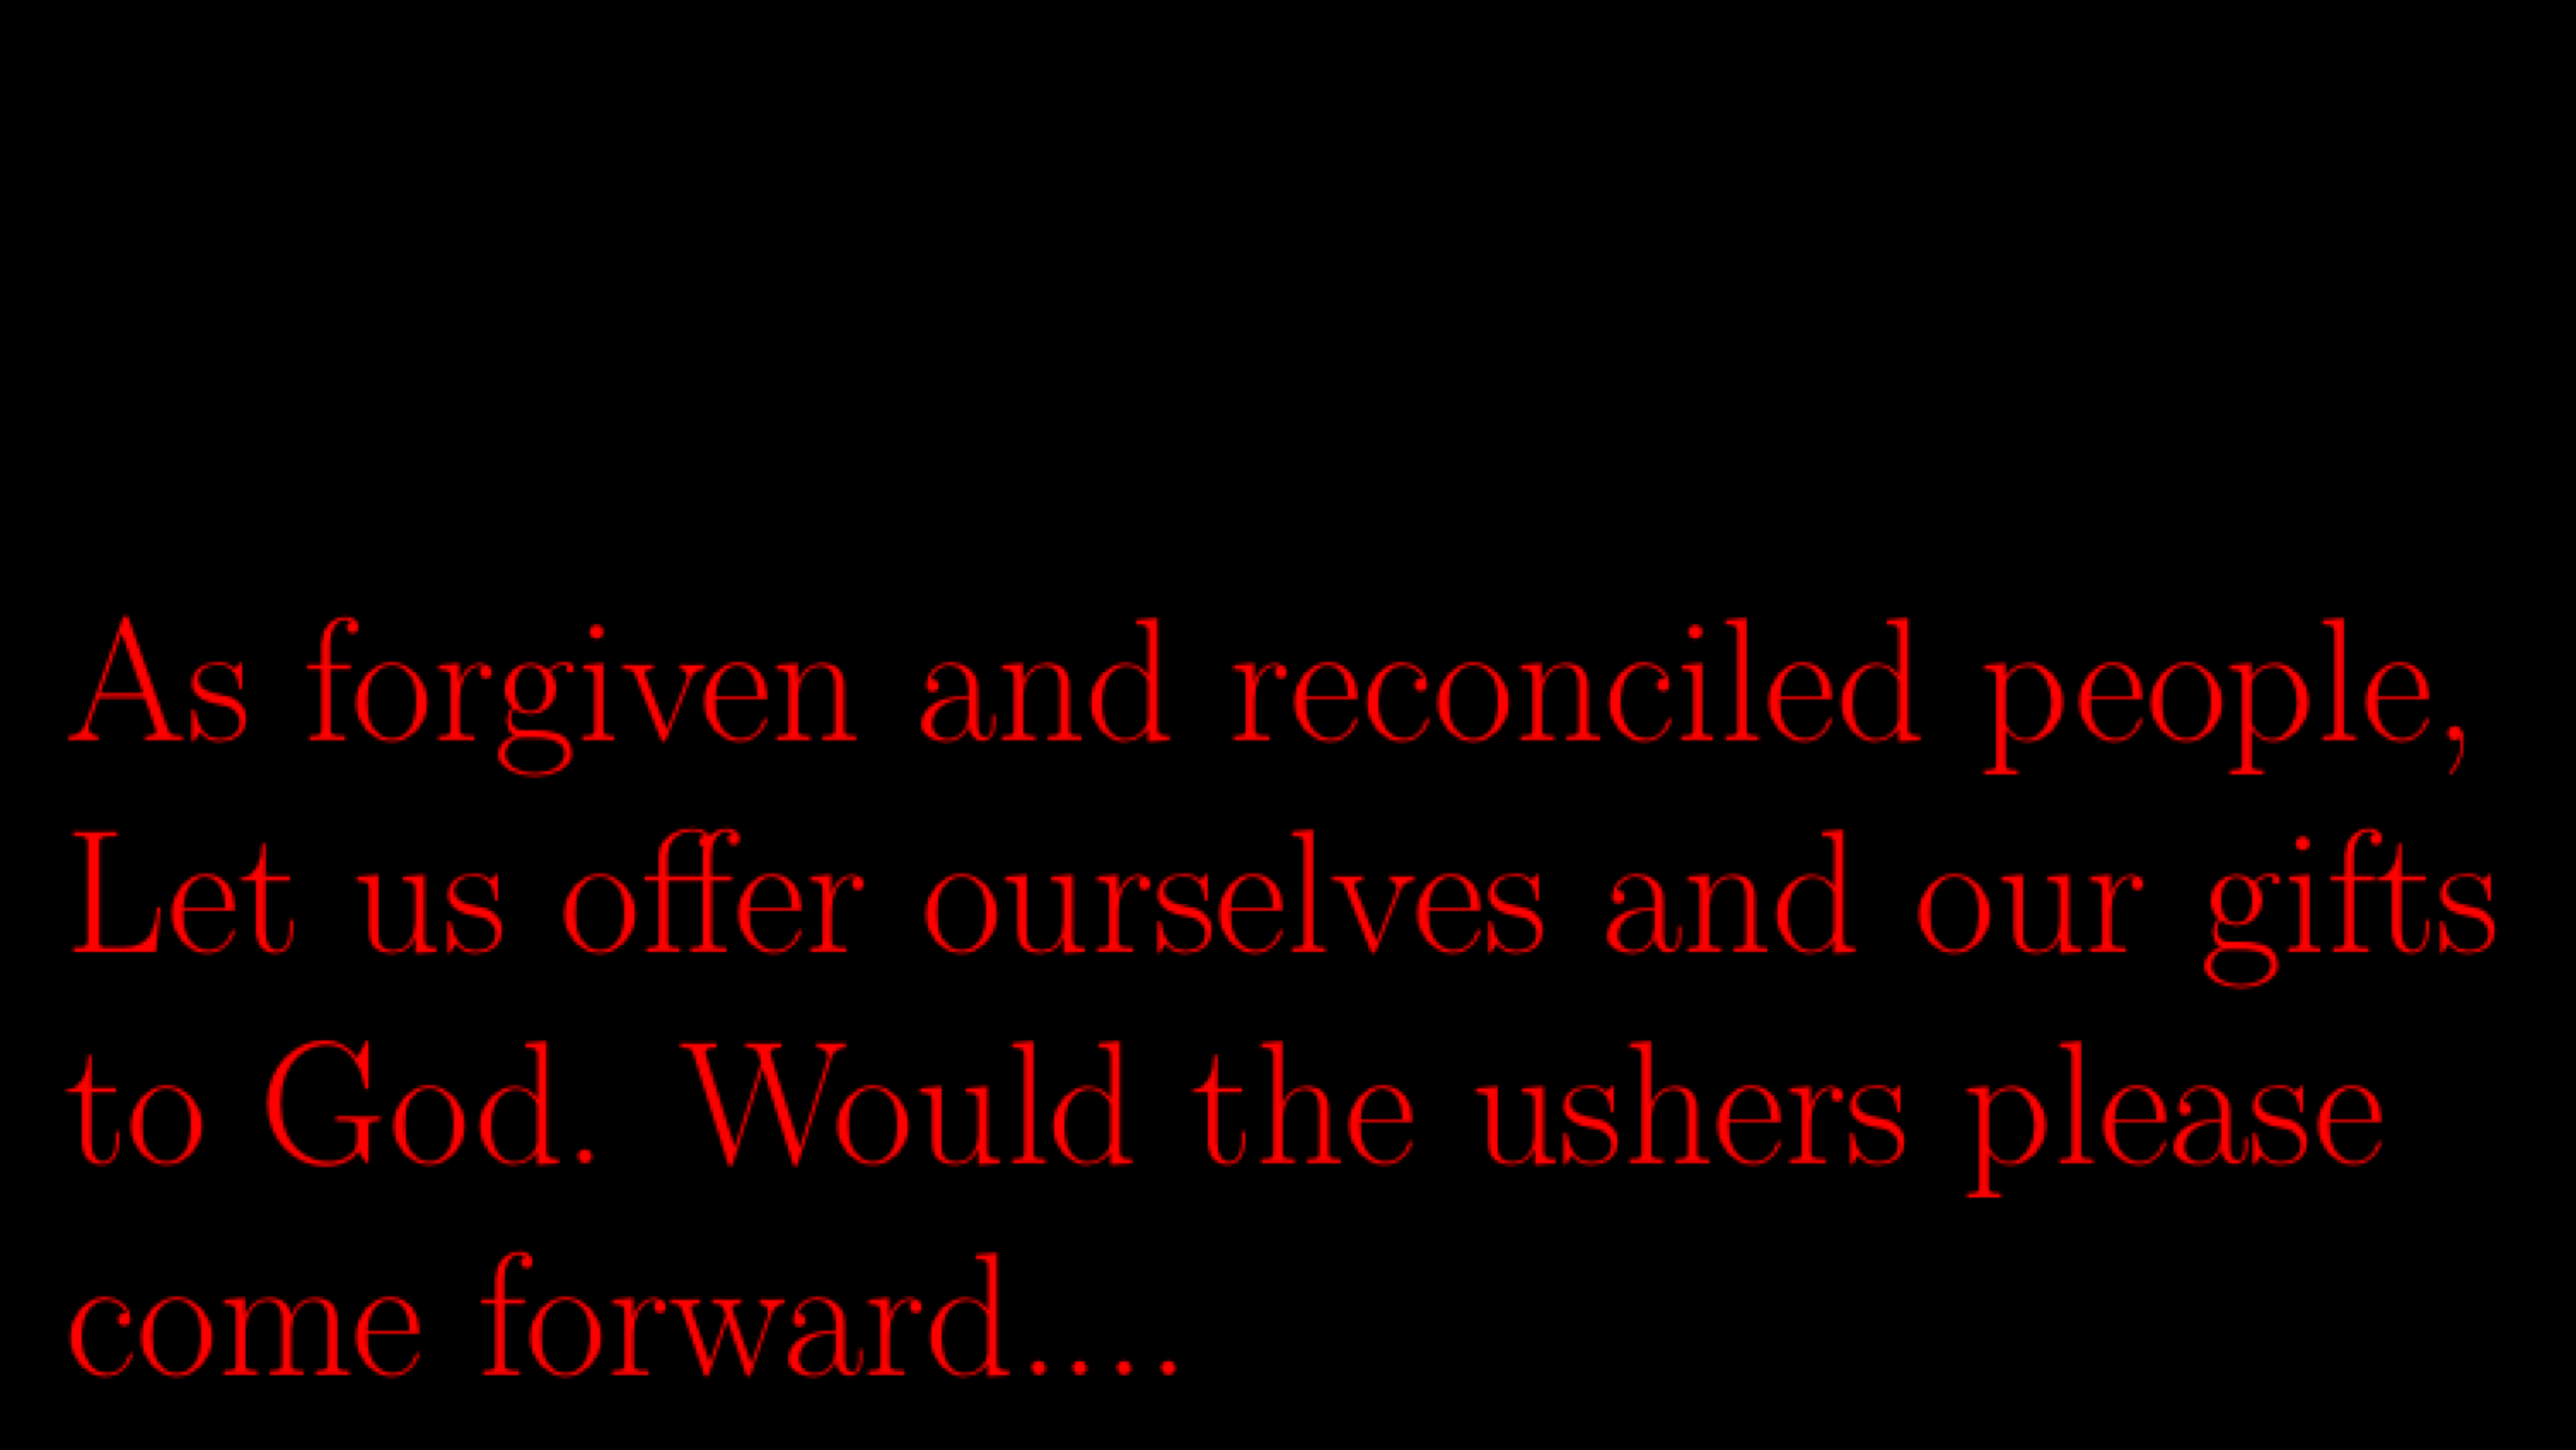 As forgiven and reconciled people,
Let us offer ourselves and our gifts
to God. Would the ushers please
come forward....